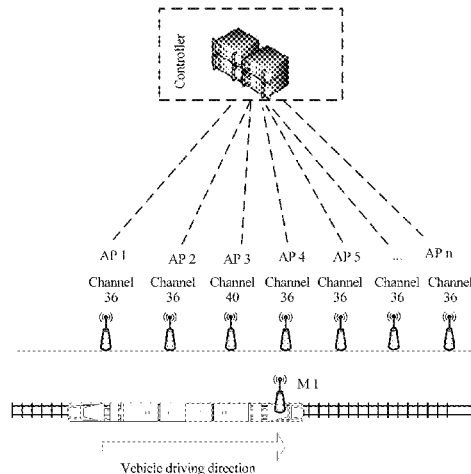 Controller
AP 1 AP 2 AP 3 AP 4 AP 5 ... AP n
Channel 36 Channel 36 Channel 40 Channel 36 Channel 36 Channel 36 Channel 36
M 1
Vehicle driving direction